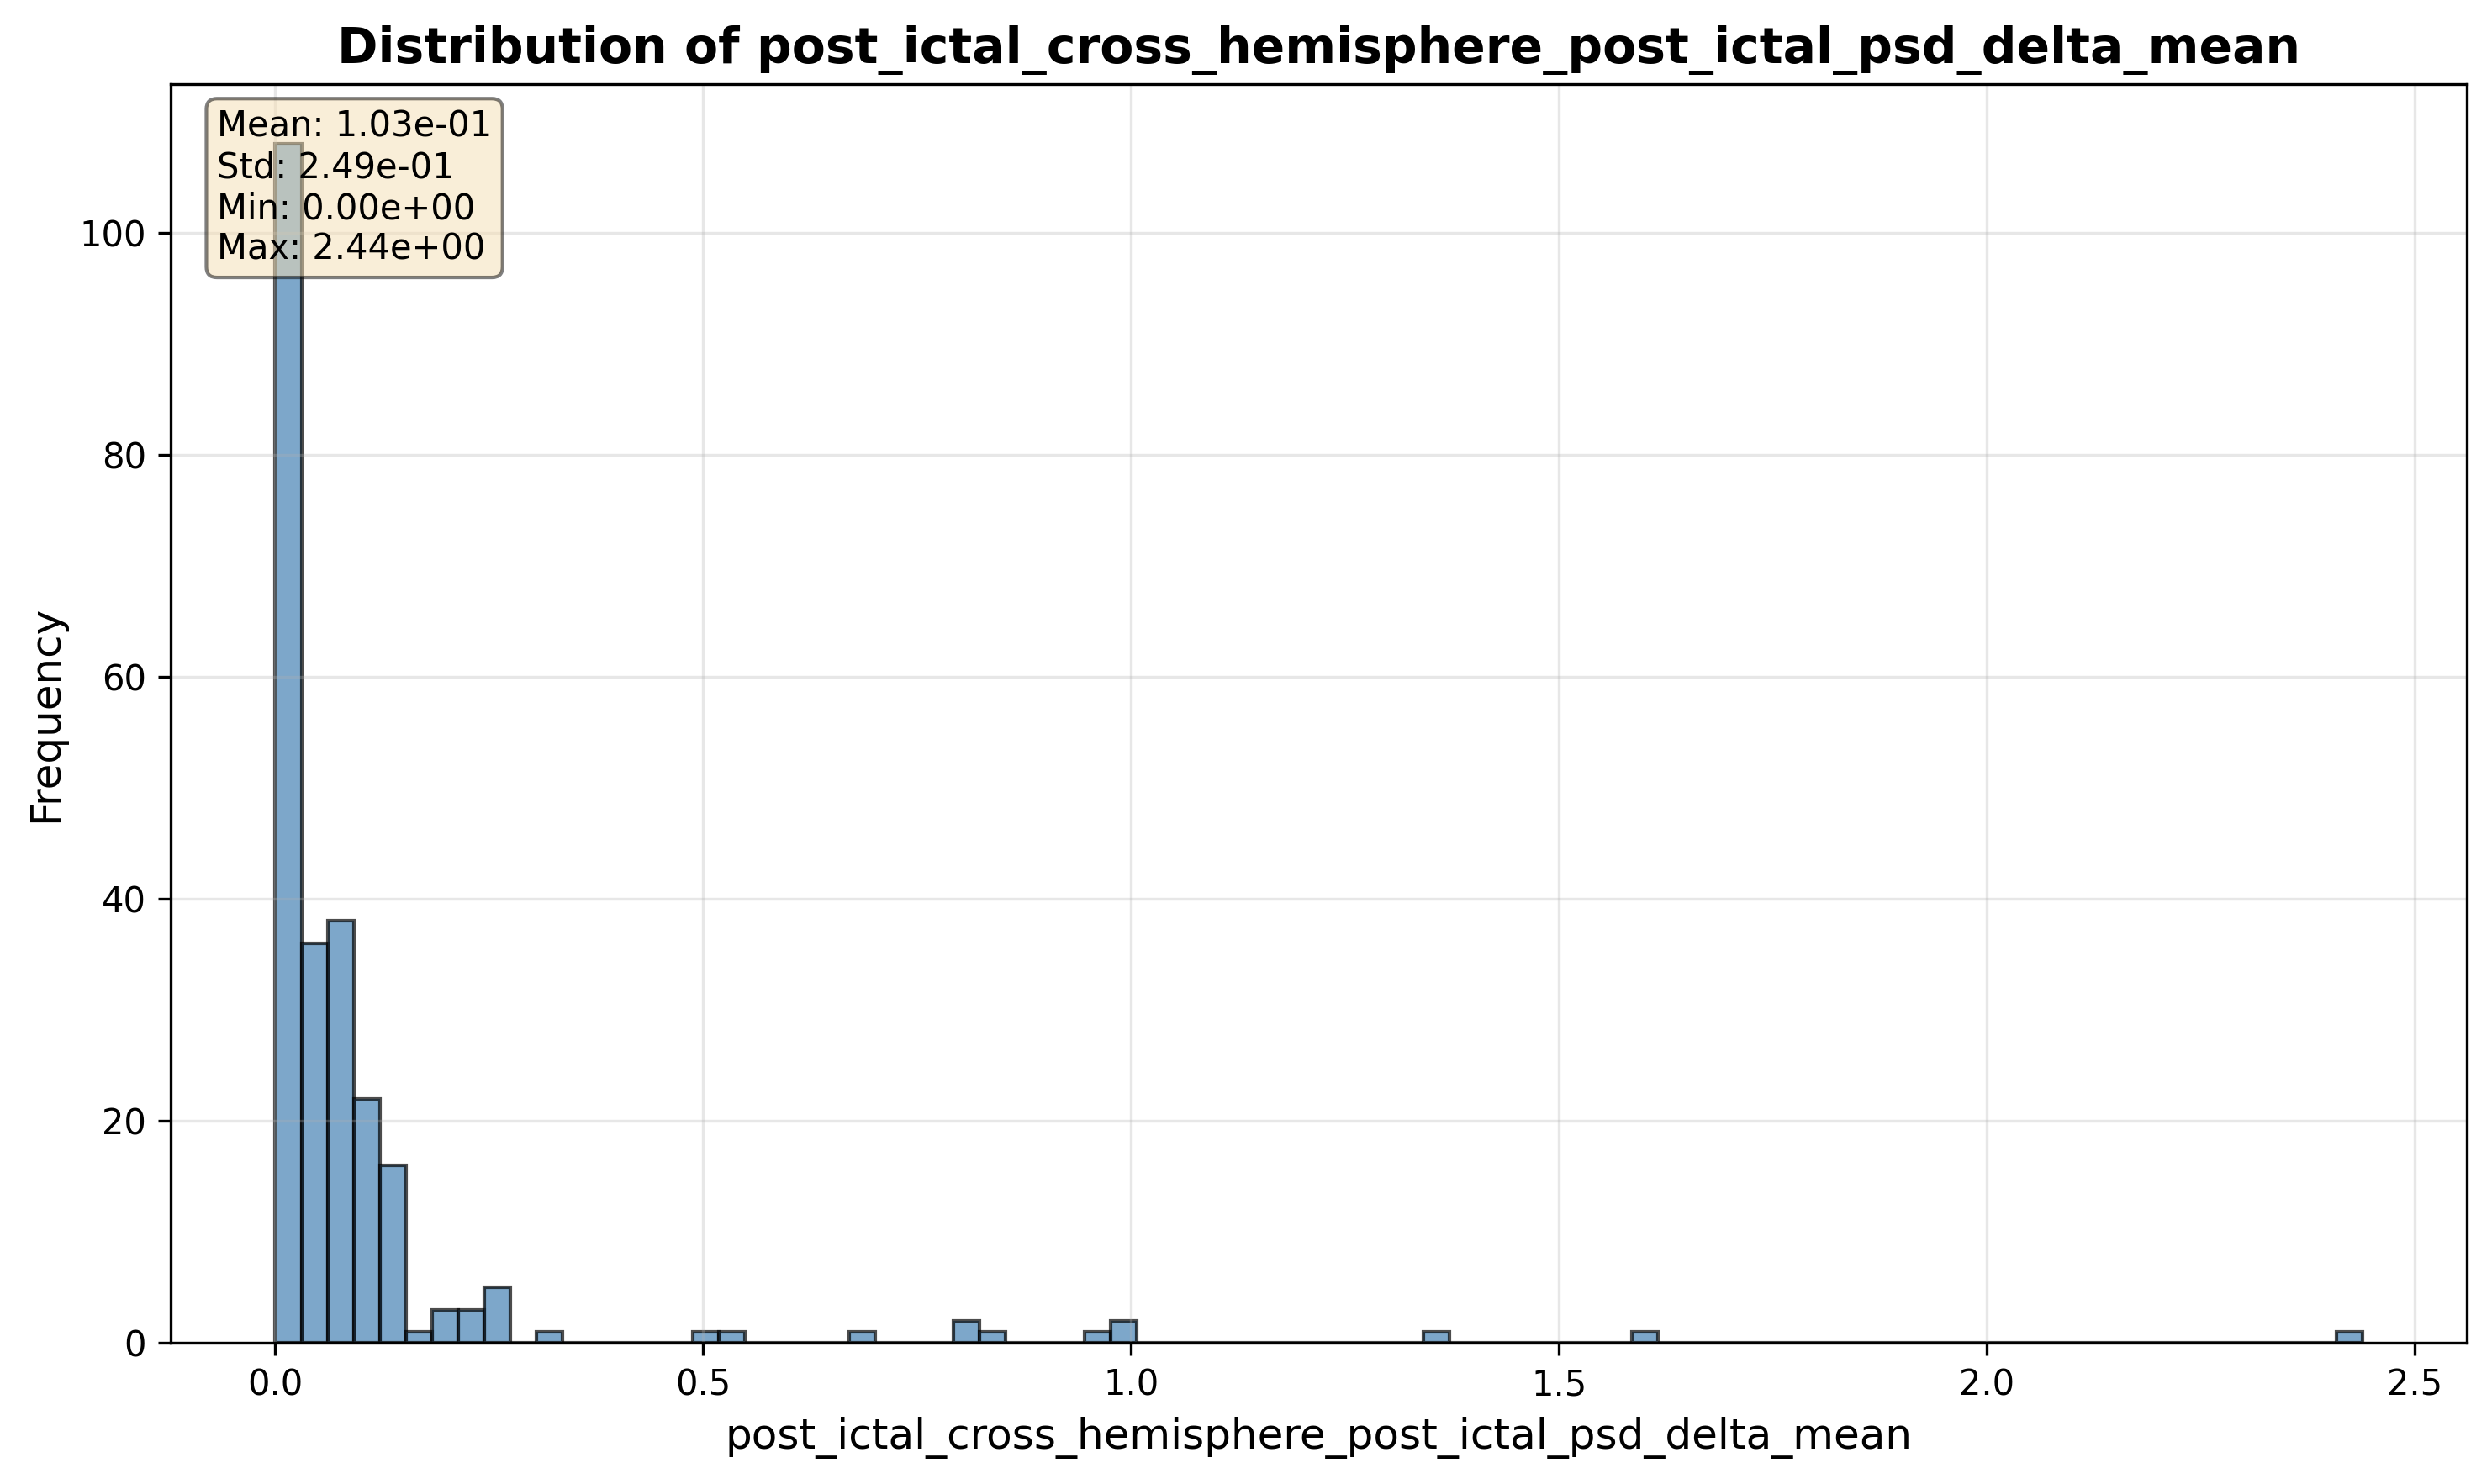 Distribution of post_ictal_cross_hemisphere_post_ictal_psd_delta_mean
Mean: 1.03e-01
Std: 2.49e-01
Min: 0.00e+00
Max: 2.44e+00
100
80
60
40
20
0
Frequency
0.0 0.5 1.0 1.5 2.0 2.5
post_ictal_cross_hemisphere_post_ictal_psd_delta_mean